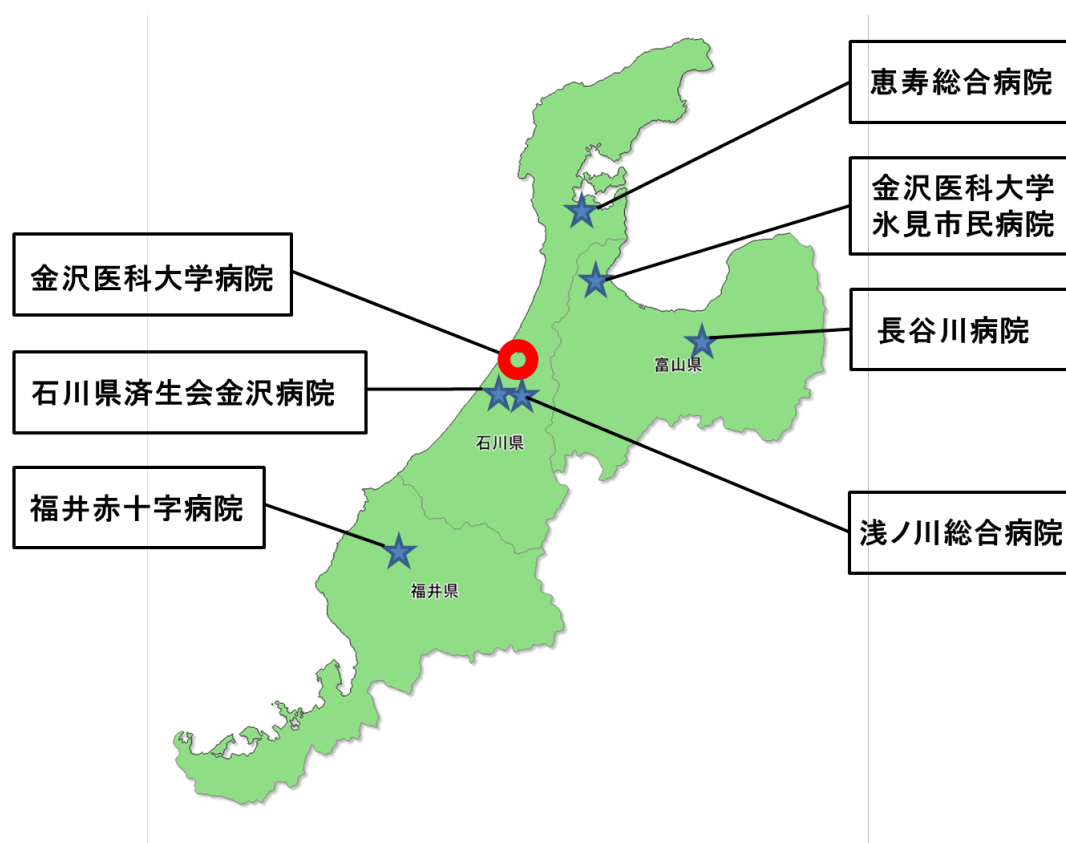 恵寿総合病院
金沢医科大学
氷見市民病院
金沢医科大学病院
長谷川病院
富山県
石川県済生会金沢病院
石川県
福井赤十字病院
浅ノ川総合病院
福井県